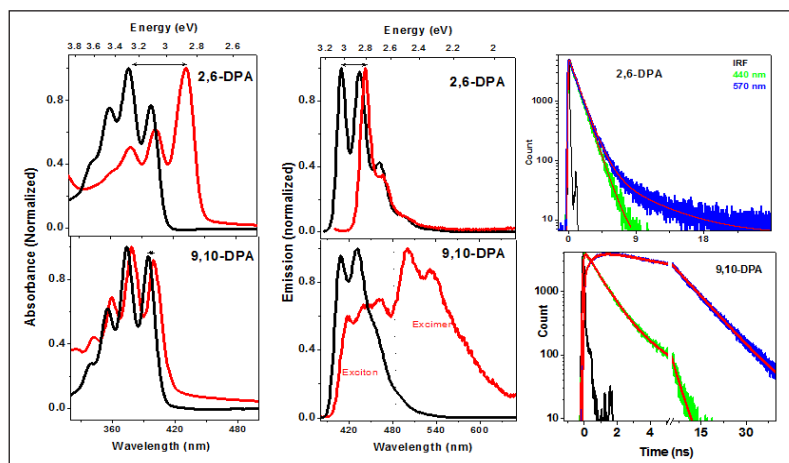 Energy (eV)
3.8 3.6 3.4 3.2 3 2.8 2.6
2,6-DPA
0.8
0.4
0.0
9,10-DPA
0.8
0.4
0.0
360 420 480
Wavelength (nm)
Absorbance (Normalized)
Energy (eV)
3.2 3 2.8 2.6 2.4 2.2 2
2,6-DPA
0.8
0.4
0.0
9,10-DPA
Excimer
Exciton
0.8
0.4
0.0
420 480 540 600
Wavelength (nm)
Emission (normalized)
2,6-DPA
IRF
440 nm
570 nm
Count
1000
100
10
0 9 18
9,10-DPA
Count
1000
100
10
0 2 4 15 30
Time (ns)